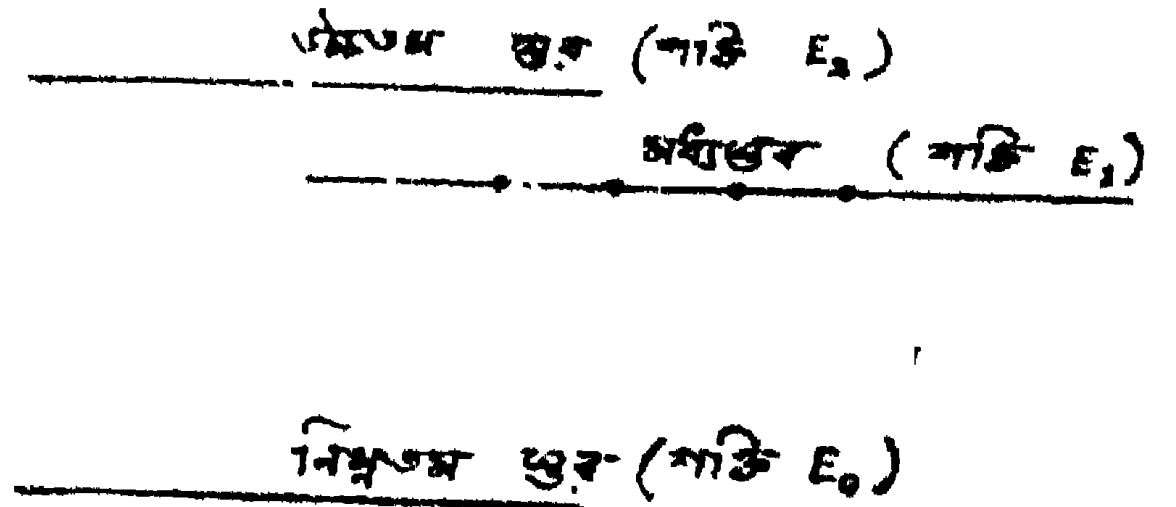 উচ্চতম স্তর (শক্তি E₂)
মধ্যস্তর (শক্তি E₁)
নিম্নতম স্তর (শক্তি E₀)